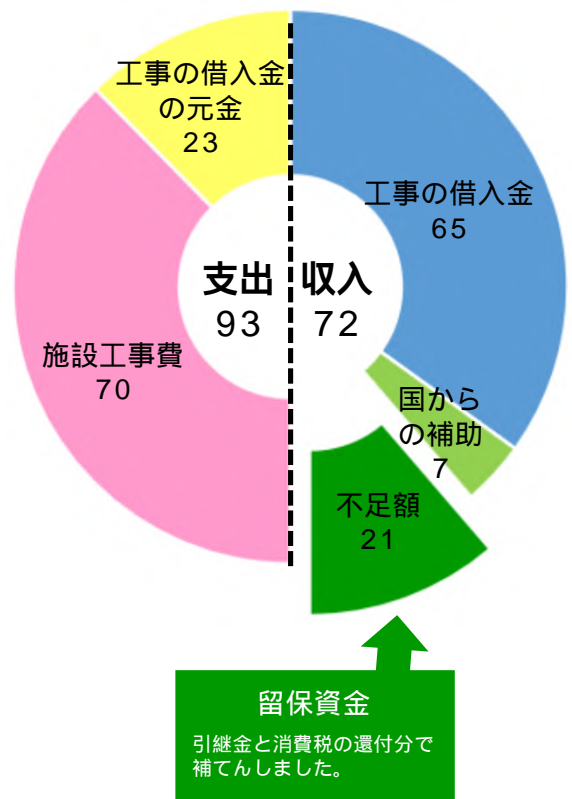 工事の借入金
の元金
23
工事の借入金
65
支出
93
収入
72
施設工事費
70
国から
の補助
7
不足額
21
留保資金
引継金と消費税の還付分で
補てんしました。